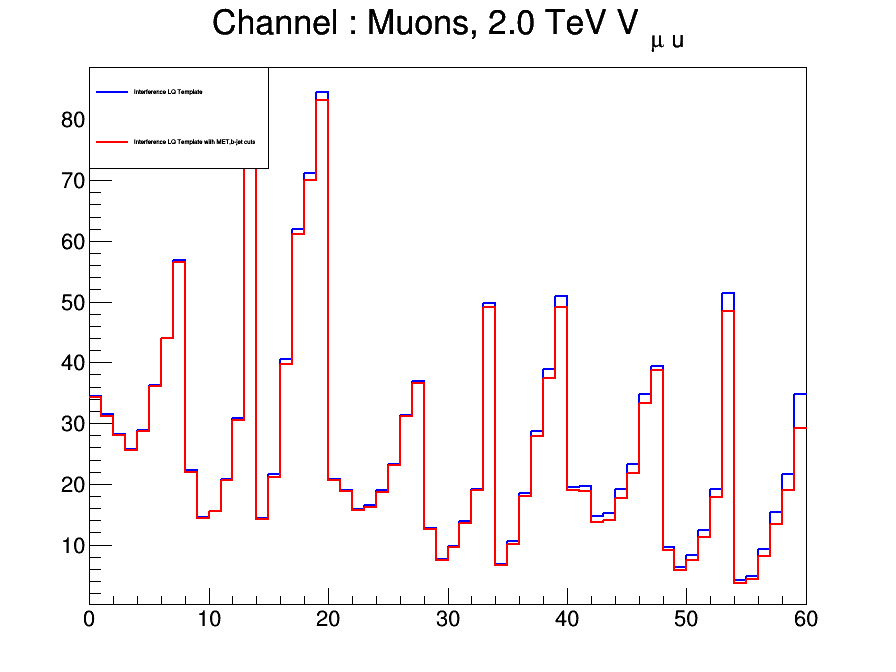 Channel : Muons, 2.0 TeV V μ u
Interference LQ Template
Interference LQ Template with MET,b-jet cuts
80
70
60
50
40
30
20
10
0 10 20 30 40 50 60